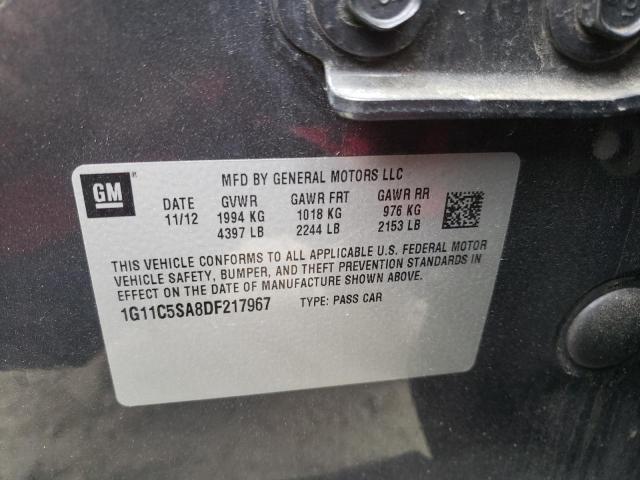 GM
MFD BY GENERAL MOTORS LLC
DATE GVWR GAWR FRT GAWR RR
11/12 1994 KG 1018 KG 976 KG
4397 LB 2244 LB 2153 LB
THIS VEHICLE CONFORMS TO ALL APPLICABLE U.S. FEDERAL MOTOR
VEHICLE SAFETY, BUMPER, AND THEFT PREVENTION STANDARDS IN
EFFECT ON THE DATE OF MANUFACTURE SHOWN ABOVE.
1G11C5SA8DF217967 TYPE: PASS CAR